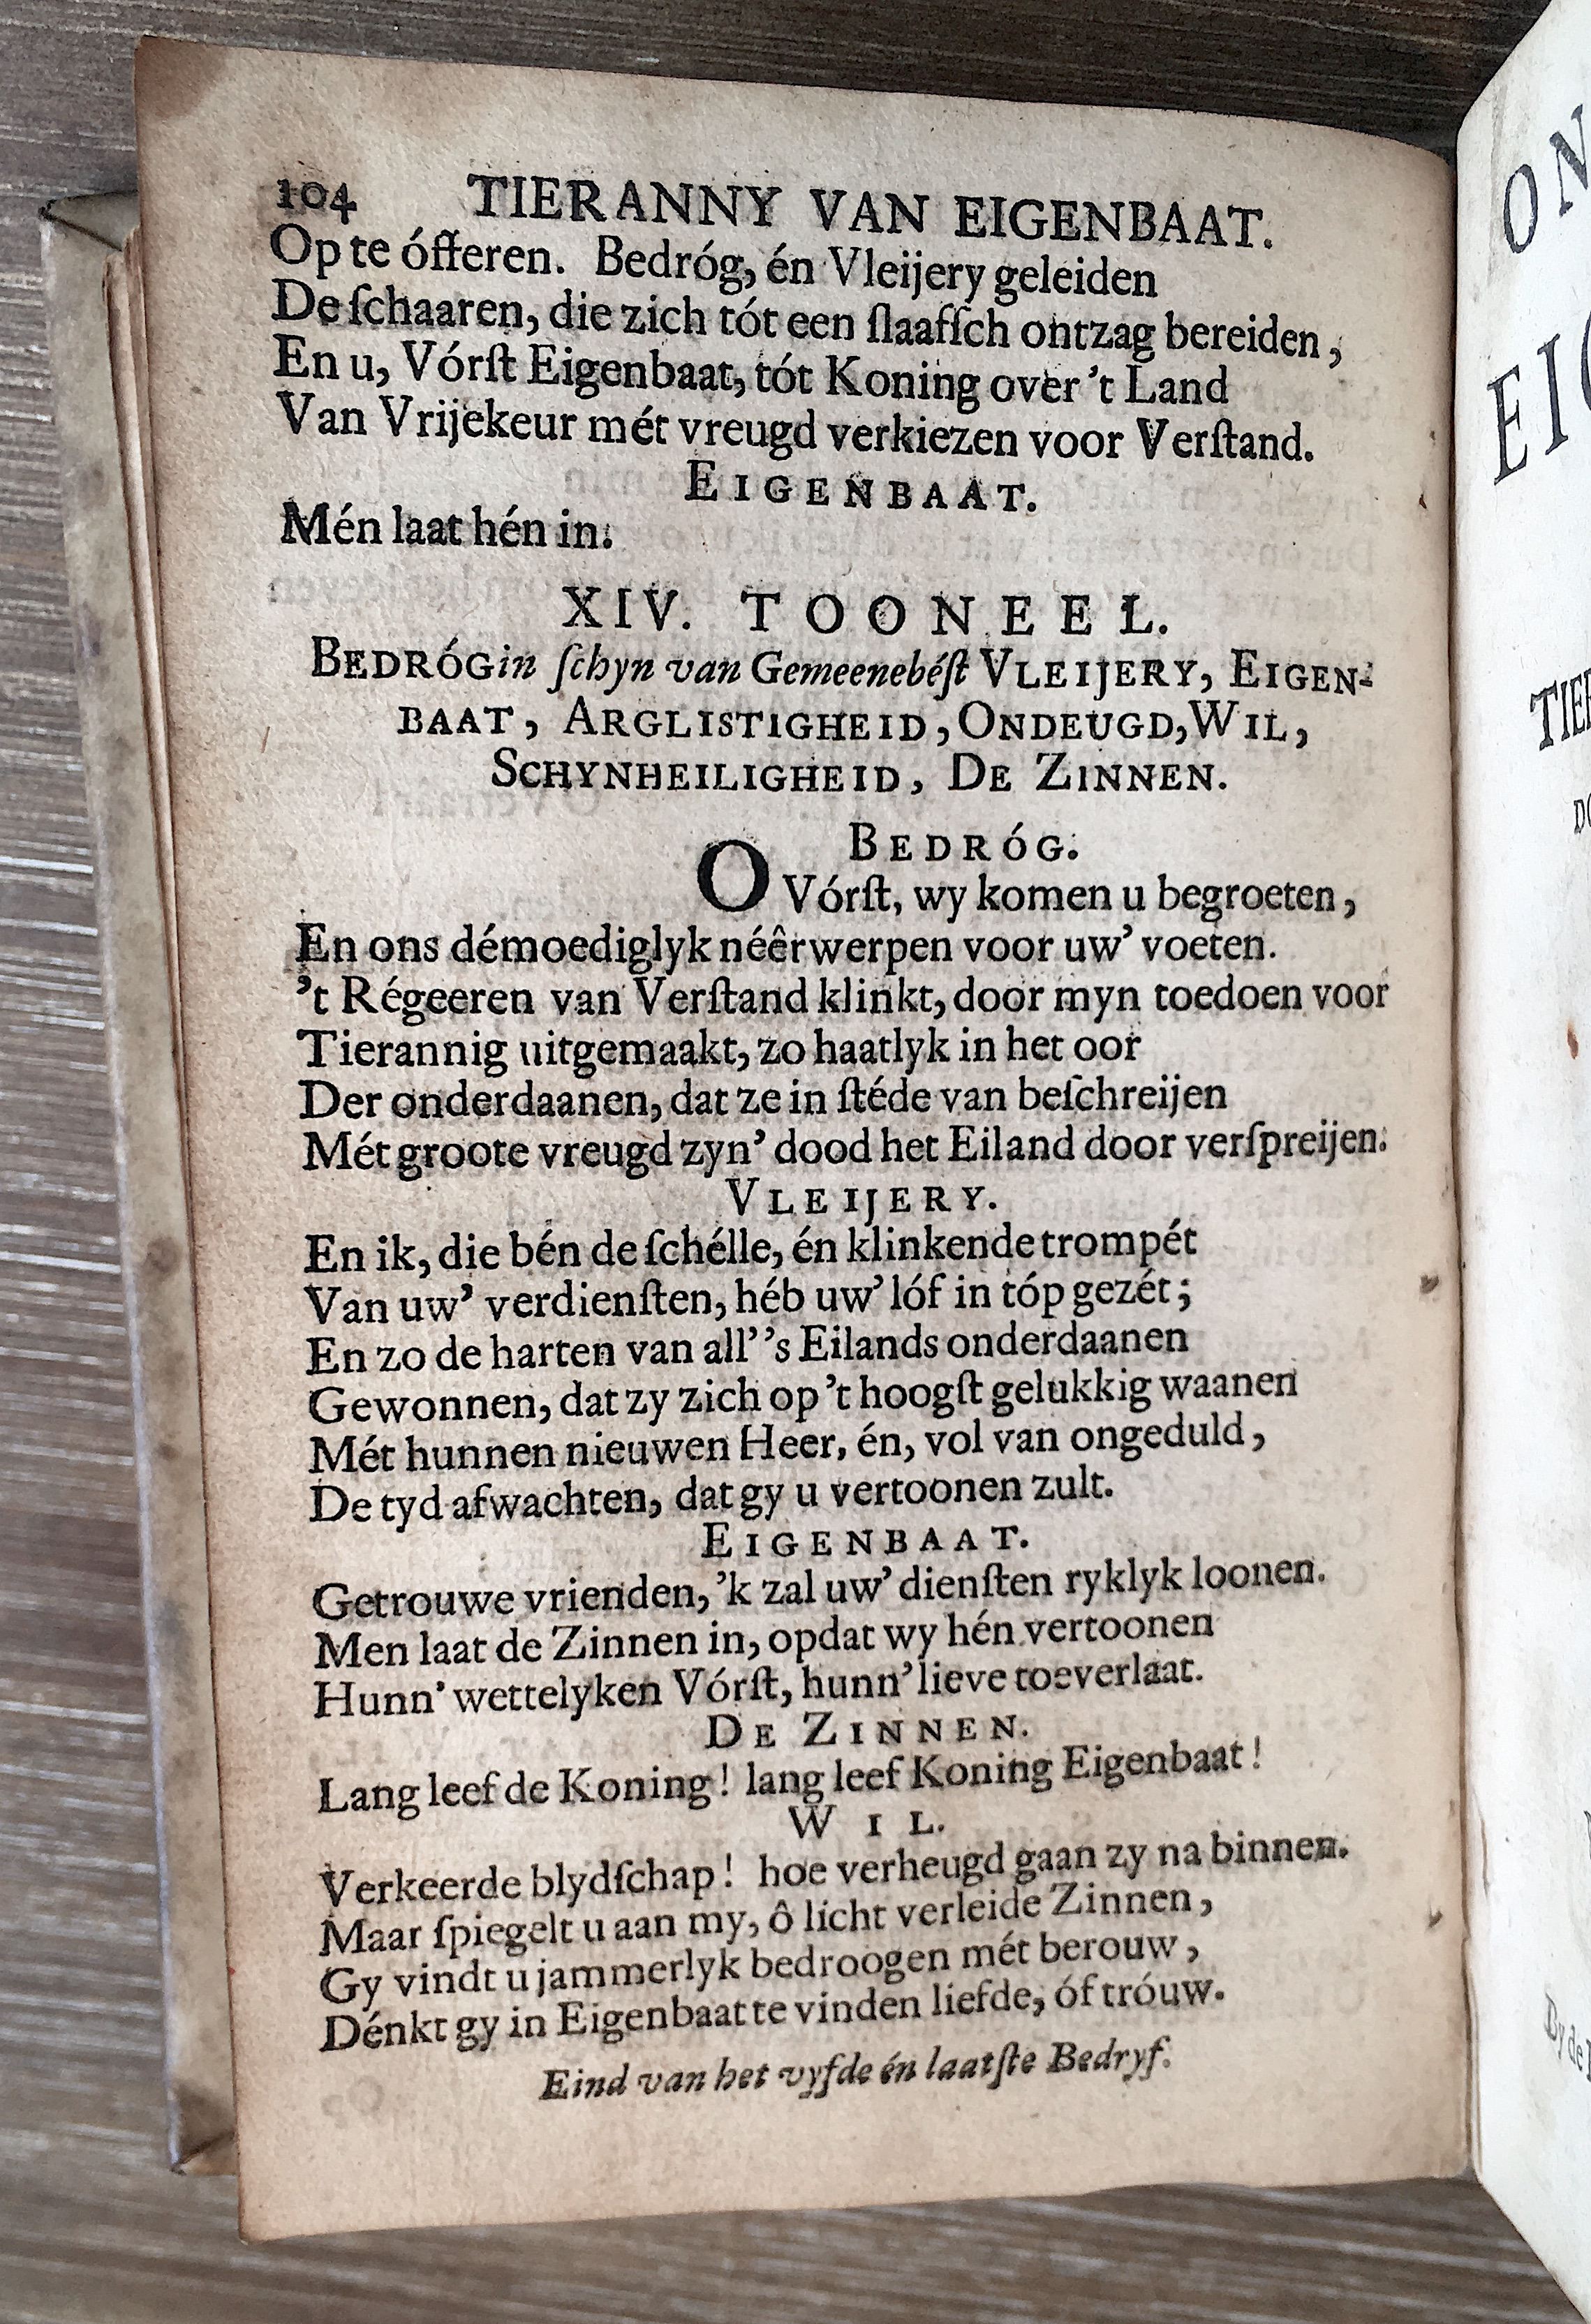 104 TIERANNY VAN EIGENBAAT.
Op te ófferen. Bedróg, én Vleijery geleiden
De ſchaaren, die zich tót een ſlaafſch ontzag bereiden,
En u, Vórſt Eigenbaat, tót Koning over 't Land
Van Vrijekeur mét vreugd verkiezen voor Verſtand.
EIGENBAAT.
Mén laat hén in.
XIV. TOONEEL.
BEDRÓG in ſchyn van Gemeenebéſt VLEIJERY, EIGEN-
BAAT, ARGLISTIGHEID, ONDEUGD, WIL,
SCHYNHEILIGHEID, DE ZINNEN.
BEDRÓG.
O Vórſt, wy komen u begroeten,
En ons démoediglyk néêrwerpen voor uw' voeten.
't Régeeren van Verſtand klinkt, door myn toedoen voor
Tierannig uitgemaakt, zo haatlyk in het oor
Der onderdaanen, dat ze in ſtéde van beſchreijen
Mét groote vreugd zyn' dood het Eiland door verſpreijen.
VLEIJERY.
En ik, die bén de ſchélle, én klinkende trompét
Van uw' verdienſten, héb uw' lóf in tóp gezét;
En zo de harten van all' 's Eilands onderdaanen
Gewonnen, dat zy zich op 't hoogſt gelukkig waanen
Mét hunnen nieuwen Heer, én, vol van ongeduld,
De tyd afwachten, dat gy u vertoonen zult.
EIGENBAAT.
Getrouwe vrienden, 'k zal uw' dienſten ryklyk loonen.
Men laat de Zinnen in, opdat wy hén vertoonen
Hunn' wettelyken Vórſt, hunn' lieve toeverlaat.
DE ZINNEN.
Lang leef de Koning! lang leef Koning Eigenbaat!
WIL.
Verkeerde blydſchap! hoe verheugd gaan zy na binnen.
Maar ſpiegelt u aan my, ô licht verleide Zinnen,
Gy vindt u jammerlyk bedroogen mét berouw,
Dénkt gy in Eigenbaat te vinden liefde, óf tróuw.
Eind van het vyfde én laatſte Bedryf.